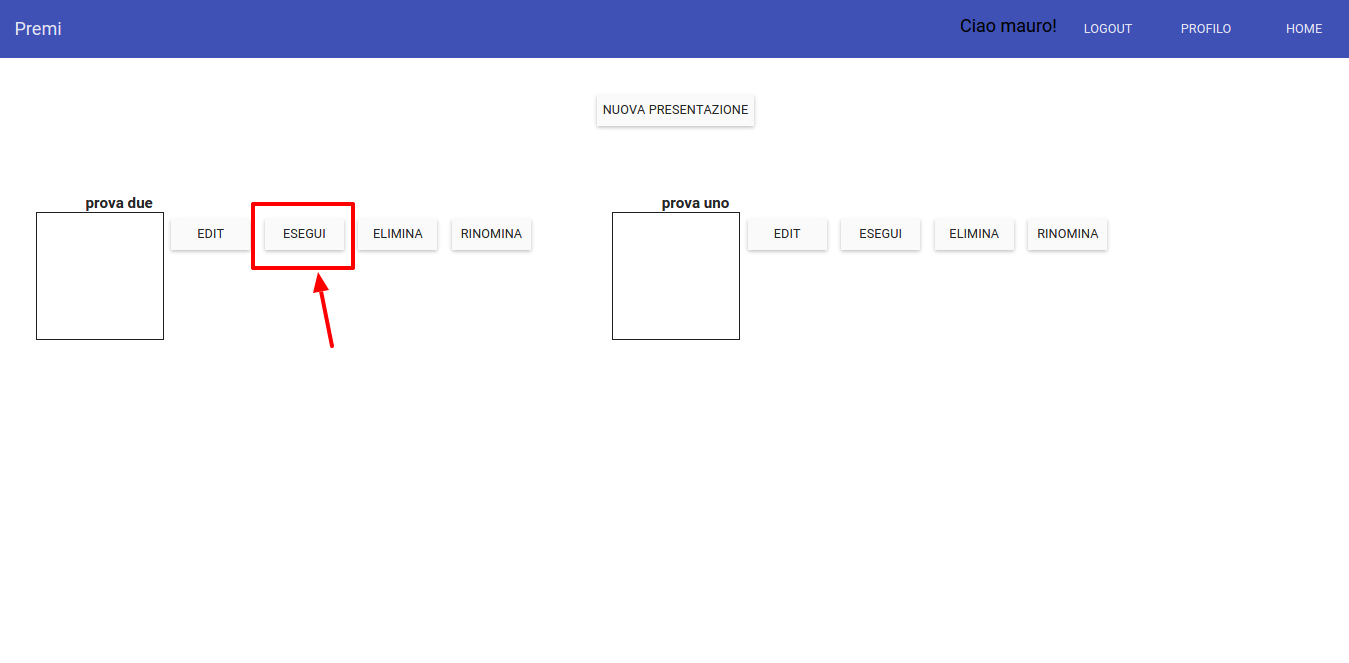 Premi
Ciao mauro! LOGOUT PROFILO HOME
NUOVA PRESENTAZIONE
prova due
EDIT ESEGUI ELIMINA RINOMINA
prova uno
EDIT ESEGUI ELIMINA RINOMINA